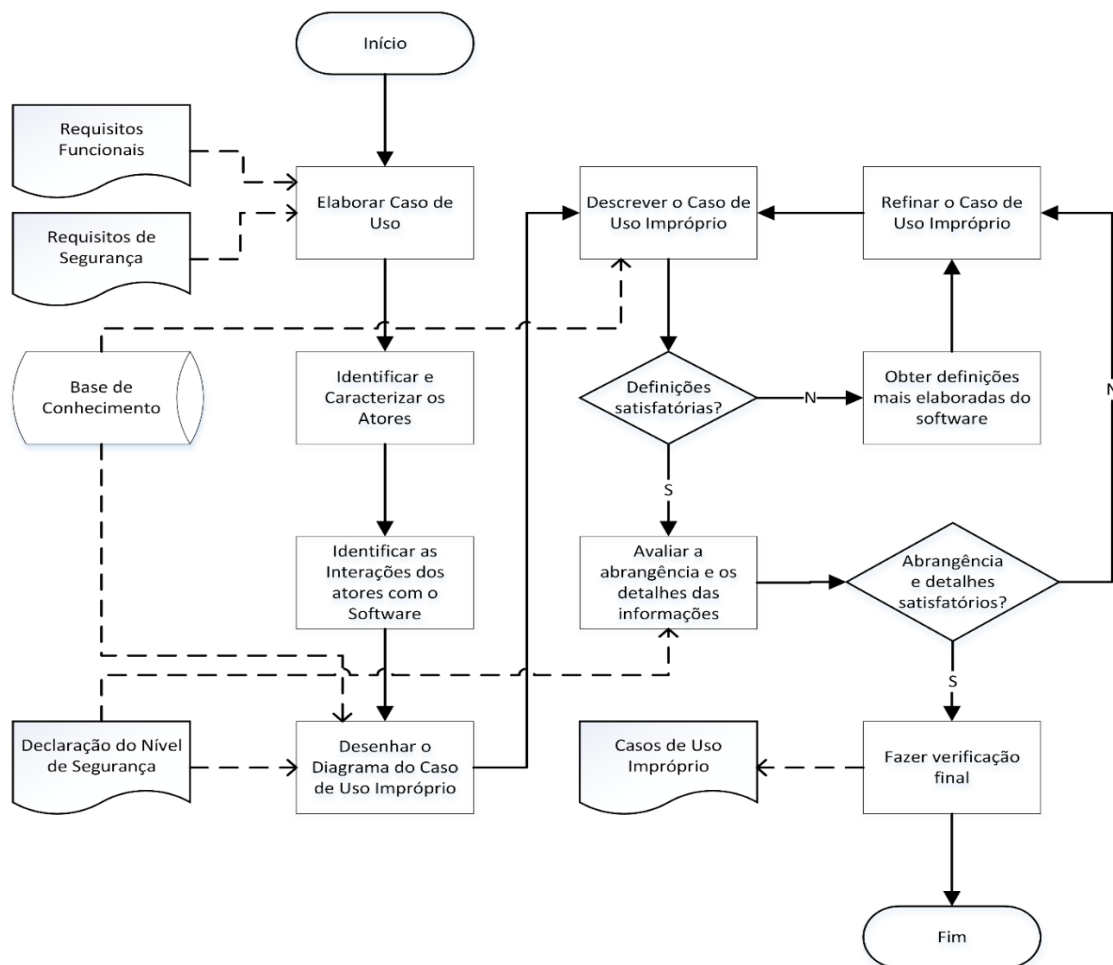 Início
Requisitos
Funcionais
Requisitos de
Segurança
Elaborar Caso de
Uso
Descrever o Caso de
Uso Impróprio
Refinar o Caso de
Uso Impróprio
Base de
Conhecimento
Identificar e
Caracterizar os
Atores
Definições
satisfatórias?
N
Obter definições
mais elaboradas do
software
N
S
Identificar as
Interações dos
atores com o
Software
Avaliar a
abrangência e os
detalhes das
informações
Abrangência
e detalhes
satisfatórios?
S
Declaração do Nível
de Segurança
Desenhar o
Diagrama do Caso
de Uso Impróprio
Casos de Uso
Impróprio
Fazer verificação
final
Fim